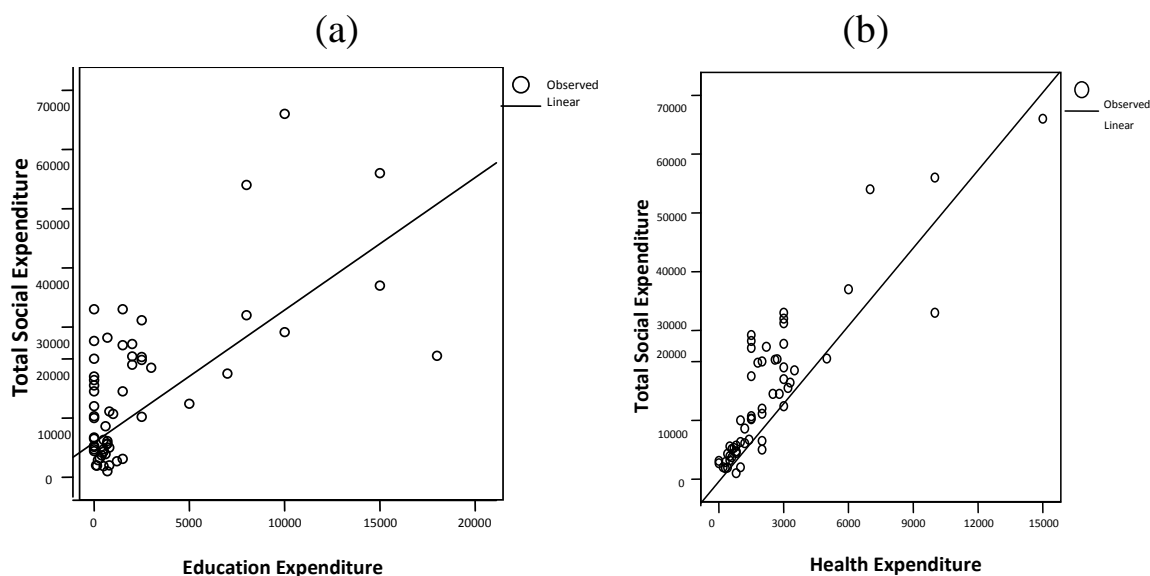 (a)
Observed
Linear
Total Social Expenditure
70000
60000
50000
40000
30000
20000
10000
0
0 5000 10000 15000 20000
Education Expenditure
(b)
Observed
Linear
Total Social Expenditure
70000
60000
50000
40000
30000
20000
10000
0
0 3000 6000 9000 12000 15000
Health Expenditure